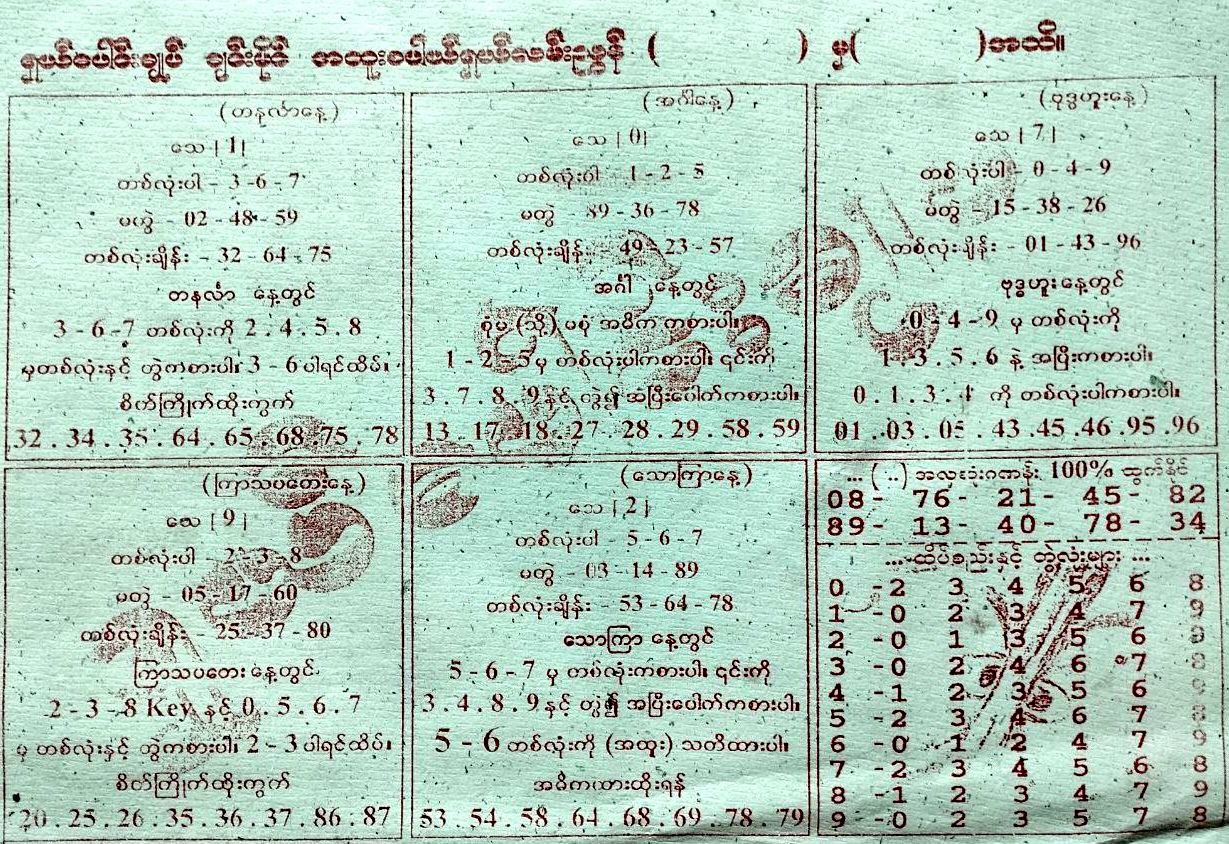 ရှယ်ပေါင်းချုပ် ချင်းမိုင် အထူးစပါယ်ရှယ်လမ်းညွှန် ( ) မှ ( ) အထိ။
(တနင်္လာနေ့)
သေ | 1 |
တစ်လုံးပါ - 3 - 6 - 7
မတွဲ - 02 - 48 - 59
တစ်လုံးချိန်း - 32 - 64 - 75
တနင်္လာ နေ့တွင်
3 - 6 - 7 တစ်လုံးကို 2 . 4 . 5 . 8
မှတစ်လုံးနှင့် တွဲကစားပါ။ 3 - 6 ပါရင်ထိပ်။
စိတ်ကြိုက်ထိုးကွက်
32 . 34 . 35 . 64 . 65 . 68 . 75 . 78
(အင်္ဂါနေ့)
သေ | 0 |
တစ်လုံးပါ - 1 - 2 - 5
မတွဲ - 89 - 36 - 78
တစ်လုံးချိန်း - 49 - 23 - 57
အင်္ဂါ နေ့တွင်
စုံမ (သို့) မစုံ အဓိက ကစားပါ။
1 - 2 - 5 မှ တစ်လုံးပါကစားပါ။ ၎င်းကို
3 . 7 . 8 . 9 နှင့် တွဲ၍ အပြီးပေါက်ကစားပါ။
13 . 17 . 18 . 27 . 28 . 29 . 58 . 59
(ဗုဒ္ဓဟူးနေ့)
သေ | 7 |
တစ်လုံးပါ - 0 - 4 - 9
မတွဲ - 15 - 38 - 26
တစ်လုံးချိန်း - 01 - 43 - 96
ဗုဒ္ဓဟူးနေ့တွင်
0 - 4 - 9 မှ တစ်လုံးကို
1 . 3 . 5 . 6 နဲ့ အပြီးကစားပါ။
0 . 1 . 3 . 4 ကို တစ်လုံးပါကစားပါ။
01 . 03 . 05 . 43 . 45 . 46 . 95 . 96
(ကြာသပတေးနေ့)
သေ | 9 |
တစ်လုံးပါ - 2 - 3 - 8
မတွဲ - 05 - 17 - 60
တစ်လုံးချိန်း - 25 - 37 - 80
ကြာသပတေး နေ့တွင်
2 - 3 - 8 Key နှင့် 0 . 5 . 6 . 7
မှ တစ်လုံးနှင့် တွဲကစားပါ။ 2 - 3 ပါရင်ထိပ်။
စိတ်ကြိုက်ထိုးကွက်
20 . 25 . 26 . 35 . 36 . 37 . 86 . 87
(သောကြာနေ့)
သေ | 2 |
တစ်လုံးပါ - 5 - 6 - 7
မတွဲ - 03 - 14 - 89
တစ်လုံးချိန်း - 53 - 64 - 78
သောကြာ နေ့တွင်
5 - 6 - 7 မှ တစ်လုံးကစားပါ။ ၎င်းကို
3 . 4 . 8 . 9 နှင့် တွဲ၍ အပြီးပေါက်ကစားပါ။
5 - 6 တစ်လုံးကို (အထူး) သတိထားပါ။
အဓိကထားထိုးရန်
53 . 54 . 58 . 64 . 68 . 69 . 78 . 79
... (..) ဂဏန်း 100% ထွက်နိုင်
08 - 76 - 21 - 45 - 82
89 - 13 - 40 - 78 - 34
... ထိပ်စည်းနှင့် တွဲလုံးများ ...
0 - 2 3 4 5 6 8
1 - 0 2 3 4 7 9
2 - 0 1 3 5 6 9
3 - 0 2 4 6 7 8
4 - 1 2 3 5 6 9
5 - 2 3 4 6 7 8
6 - 0 1 2 4 7 9
7 - 2 3 4 5 6 8
8 - 1 2 3 4 7 9
9 - 0 2 3 5 7 8